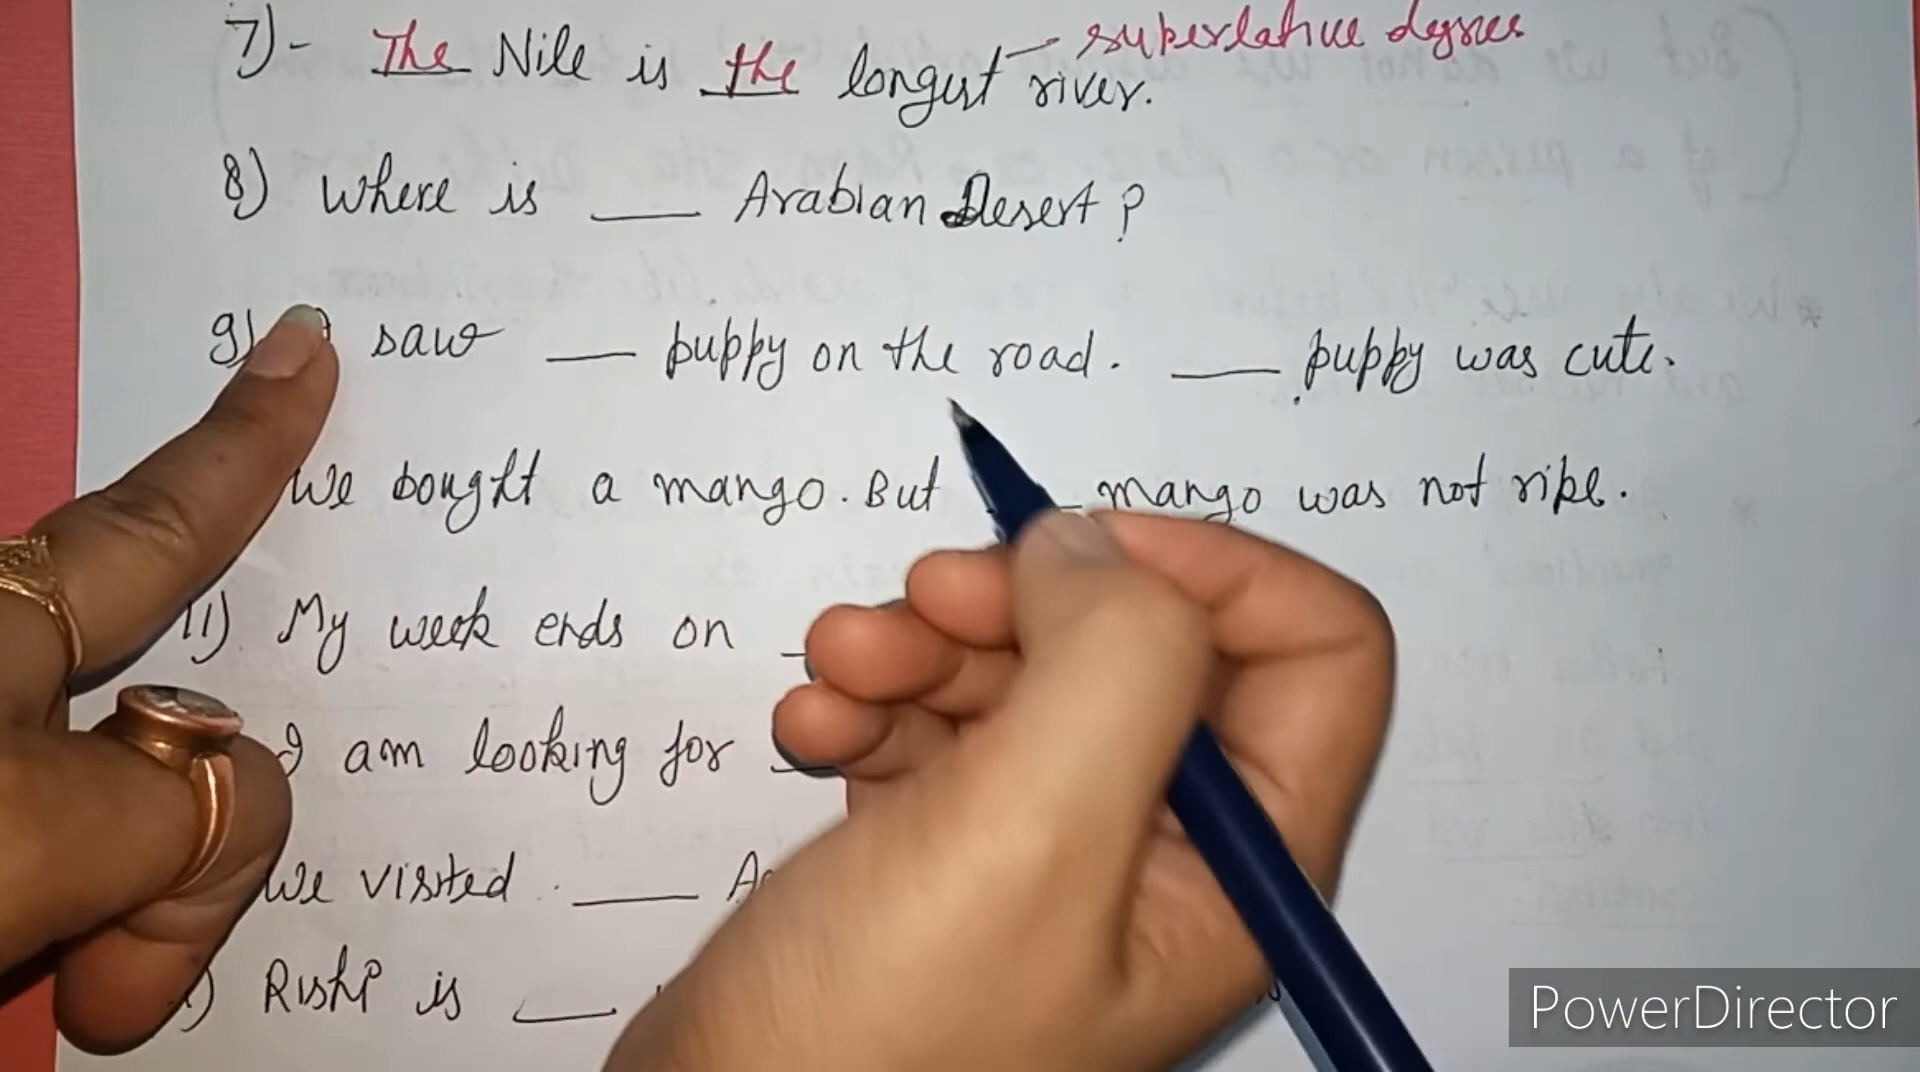 7)- The Nile is the longest river. - superlative degree
8) Where is ___ Arabian Desert?
9) I saw ___ puppy on the road. ___ puppy was cute.
We bought a mango. But ___ mango was not ripe.
11) My week ends on
I am looking for
We visited ___
Rishi is ___
PowerDirector